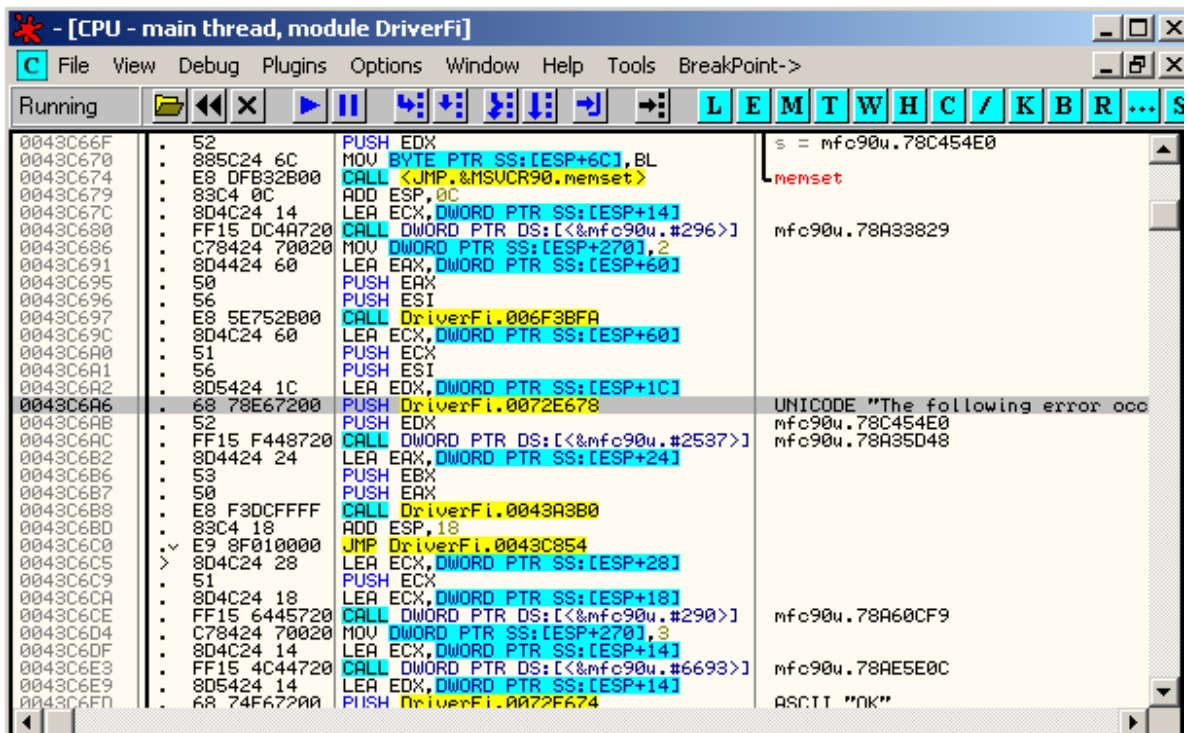 - [CPU - main thread, module DriverFi]
C File View Debug Plugins Options Window Help Tools BreakPoint->
Running L E M T W H C / K B R ... S
0043C66F . 52 PUSH EDX s = mfc90u.78C454E0
0043C670 . 885C24 6C MOV BYTE PTR SS:[ESP+6C],BL
0043C674 . E8 DFB32B00 CALL <JMP.&MSVCR90.memset> memset
0043C679 . 83C4 0C ADD ESP,0C
0043C67C . 8D4C24 14 LEA ECX,DWORD PTR SS:[ESP+14]
0043C680 . FF15 DC4A7200 CALL DWORD PTR DS:[<&mfc90u.#296>] mfc90u.78A33829
0043C686 . C78424 70020 MOV DWORD PTR SS:[ESP+270],2
0043C691 . 8D4424 60 LEA EAX,DWORD PTR SS:[ESP+60]
0043C695 . 50 PUSH EAX
0043C696 . 56 PUSH ESI
0043C697 . E8 5E752B00 CALL DriverFi.006F3BFA
0043C69C . 8D4C24 60 LEA ECX,DWORD PTR SS:[ESP+60]
0043C6A0 . 51 PUSH ECX
0043C6A1 . 56 PUSH ESI
0043C6A2 . 8D5424 1C LEA EDX,DWORD PTR SS:[ESP+1C]
0043C6A6 . 68 78E67200 PUSH DriverFi.0072E678 UNICODE "The following error occ
0043C6AB . 52 PUSH EDX mfc90u.78C454E0
0043C6AC . FF15 F4487200 CALL DWORD PTR DS:[<&mfc90u.#2537>] mfc90u.78A35D48
0043C6B2 . 8D4424 24 LEA EAX,DWORD PTR SS:[ESP+24]
0043C6B6 . 53 PUSH EBX
0043C6B7 . 50 PUSH EAX
0043C6B8 . E8 F3DCFFFF CALL DriverFi.0043A3B0
0043C6BD . 83C4 18 ADD ESP,18
0043C6C0 .v E9 8F010000 JMP DriverFi.0043C854
0043C6C5 > 8D4C24 28 LEA ECX,DWORD PTR SS:[ESP+28]
0043C6C9 . 51 PUSH ECX
0043C6CA . 8D4C24 18 LEA ECX,DWORD PTR SS:[ESP+18]
0043C6CE . FF15 64457200 CALL DWORD PTR DS:[<&mfc90u.#290>] mfc90u.78A60CF9
0043C6D4 . C78424 70020 MOV DWORD PTR SS:[ESP+270],3
0043C6DF . 8D4C24 14 LEA ECX,DWORD PTR SS:[ESP+14]
0043C6E3 . FF15 4C447200 CALL DWORD PTR DS:[<&mfc90u.#6693>] mfc90u.78AE5E0C
0043C6E9 . 8D5424 14 LEA EDX,DWORD PTR SS:[ESP+14]
0043C6ED . 68 74E67200 PUSH DriverFi.0072E674 ASCII "OK"